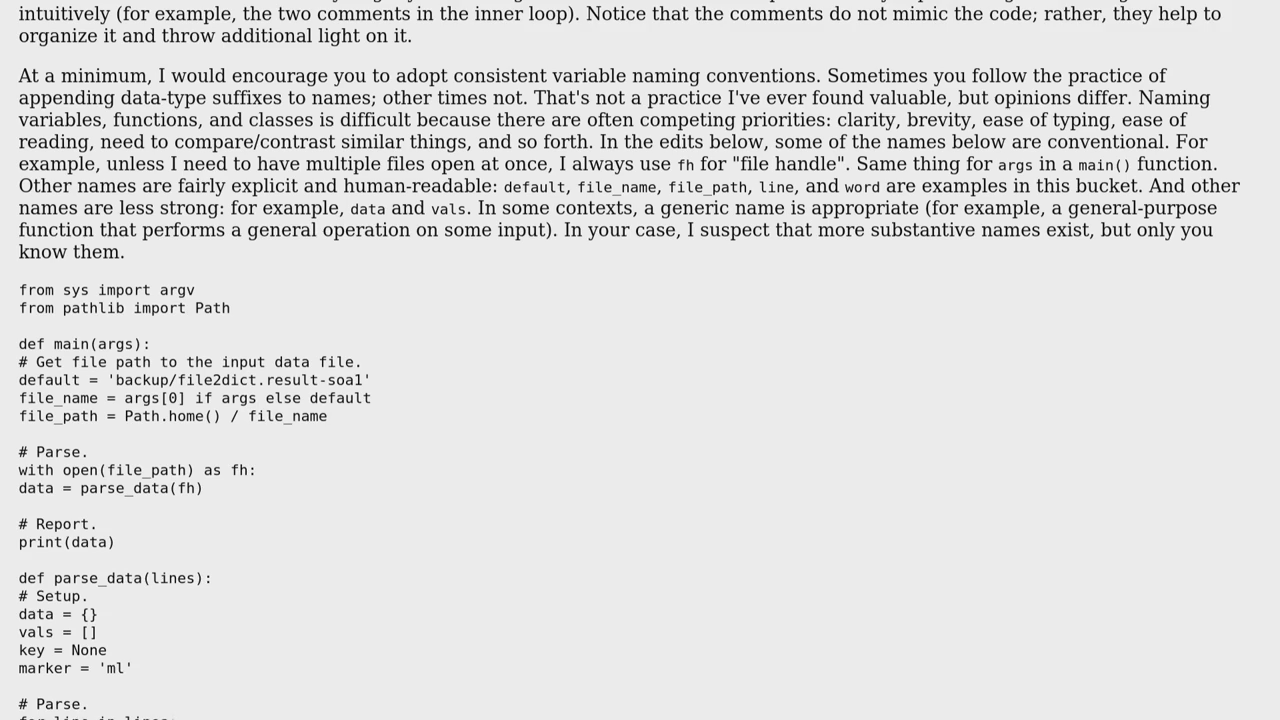 intuitively (for example, the two comments in the inner loop). Notice that the comments do not mimic the code; rather, they help to
organize it and throw additional light on it.
At a minimum, I would encourage you to adopt consistent variable naming conventions. Sometimes you follow the practice of
appending data-type suffixes to names; other times not. That's not a practice I've ever found valuable, but opinions differ. Naming
variables, functions, and classes is difficult because there are often competing priorities: clarity, brevity, ease of typing, ease of
reading, need to compare/contrast similar things, and so forth. In the edits below, some of the names below are conventional. For
example, unless I need to have multiple files open at once, I always use fh for "file handle". Same thing for args in a main() function.
Other names are fairly explicit and human-readable: default, file_name, file_path, line, and word are examples in this bucket. And other
names are less strong: for example, data and vals. In some contexts, a generic name is appropriate (for example, a general-purpose
function that performs a general operation on some input). In your case, I suspect that more substantive names exist, but only you
know them.
from sys import argv
from pathlib import Path
def main(args):
# Get file path to the input data file.
default = 'backup/file2dict.result-soa1'
file_name = args[0] if args else default
file_path = Path.home() / file_name
# Parse.
with open(file_path) as fh:
data = parse_data(fh)
# Report.
print(data)
def parse_data(lines):
# Setup.
data = {}
vals = []
key = None
marker = 'ml'
# Parse.